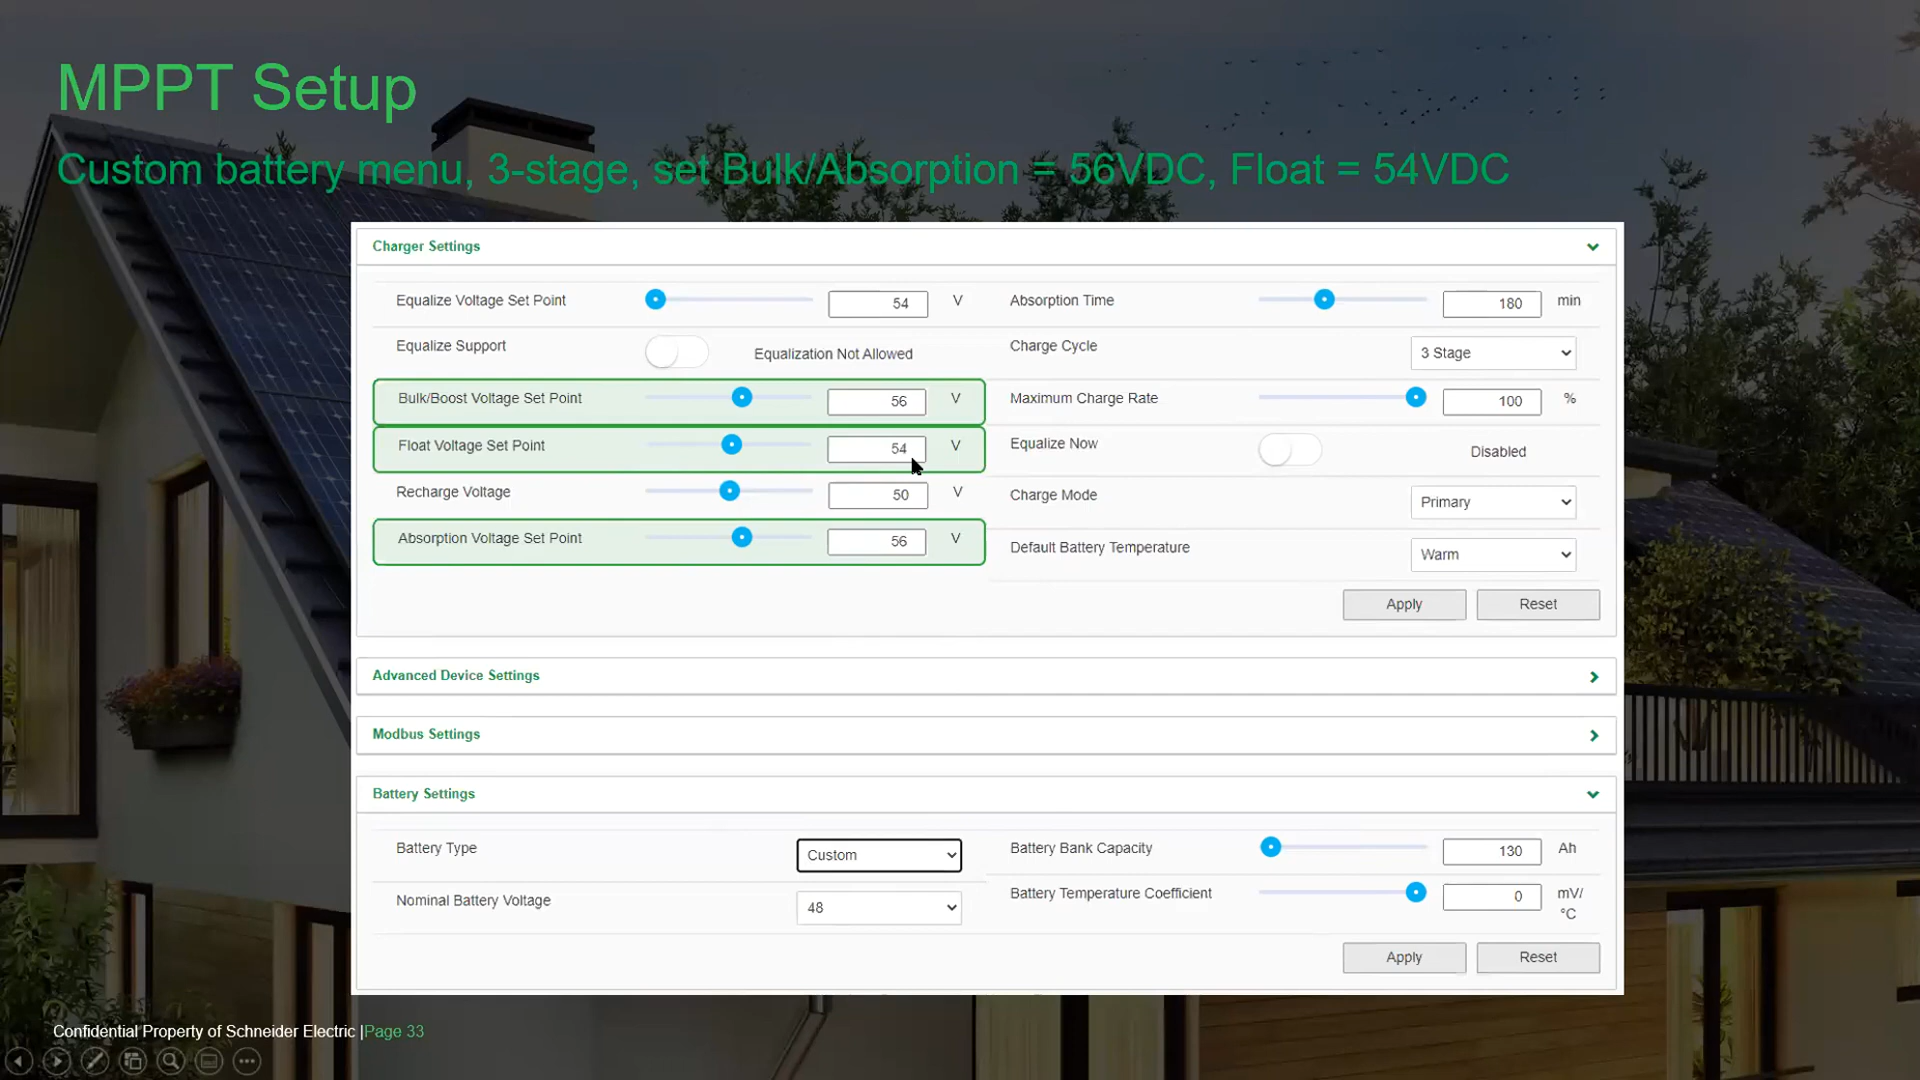 MPPT Setup
Custom battery menu, 3-stage, set Bulk/Absorption = 56VDC, Float = 54VDC
Charger Settings
Equalize Voltage Set Point 54 V
Absorption Time 180 min
Equalize Support Equalization Not Allowed
Charge Cycle 3 Stage
Bulk/Boost Voltage Set Point 56 V
Maximum Charge Rate 100 %
Float Voltage Set Point 54 V
Equalize Now Disabled
Recharge Voltage 50 V
Charge Mode Primary
Absorption Voltage Set Point 56 V
Default Battery Temperature Warm
Apply Reset
Advanced Device Settings
Modbus Settings
Battery Settings
Battery Type Custom
Battery Bank Capacity 130 Ah
Nominal Battery Voltage 48
Battery Temperature Coefficient 0 mV/
°C
Apply Reset
Confidential Property of Schneider Electric |Page 33